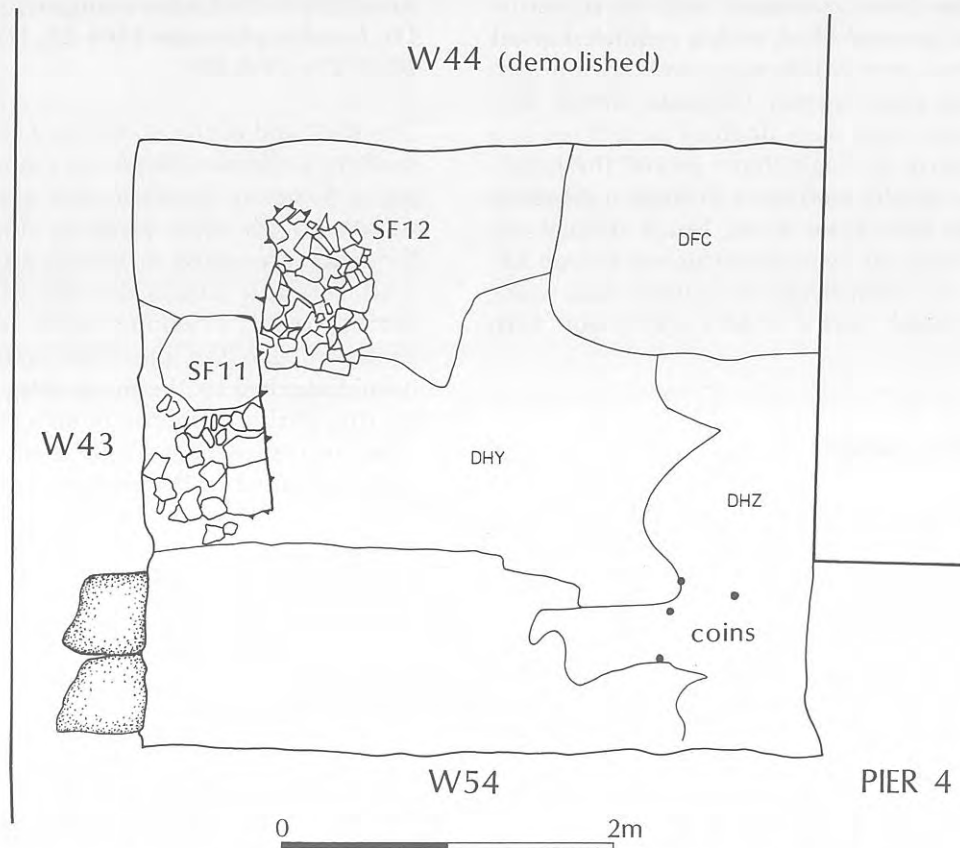 W44 (demolished)
SF12
DFC
SF11
W43
DHY
DHZ
coins
W54
PIER 4
0 2m